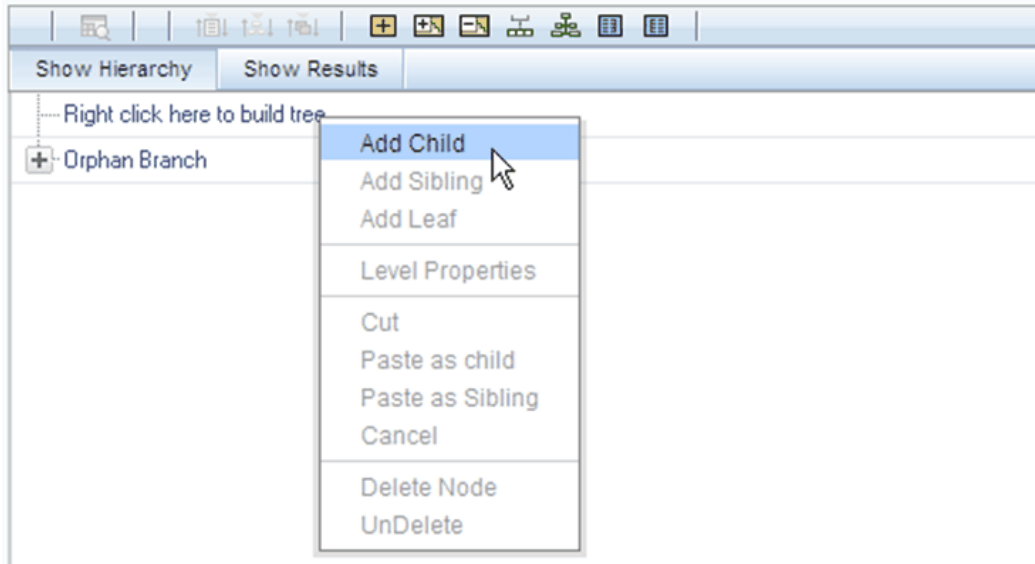 Show Hierarchy Show Results
Right click here to build tree
Orphan Branch
Add Child
Add Sibling
Add Leaf
Level Properties
Cut
Paste as child
Paste as Sibling
Cancel
Delete Node
UnDelete